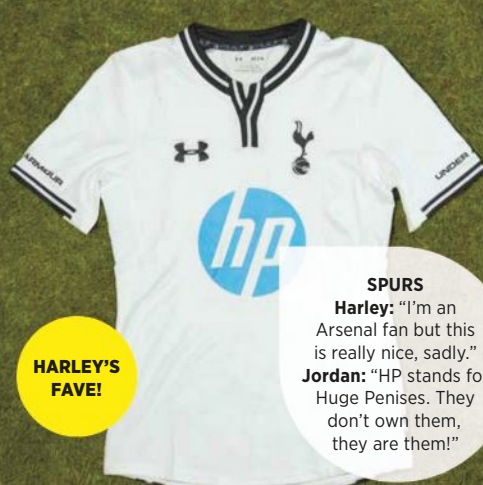 ARMOUR
UNDER
hp
HARLEY'S
FAVE!
SPURS
Harley: “I'm an
Arsenal fan but this
is really nice, sadly.”
Jordan: “HP stands fo
Huge Penises. They
don't own them,
they are them!”